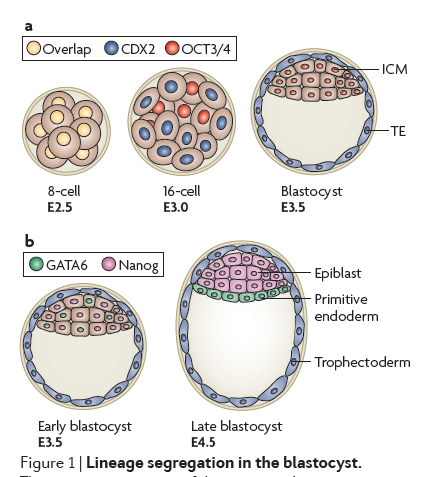 a
Overlap CDX2 OCT3/4
ICM
TE
8-cell
E2.5
16-cell
E3.0
Blastocyst
E3.5
b
GATA6 Nanog
Epiblast
Primitive
endoderm
Trophectoderm
Early blastocyst
E3.5
Late blastocyst
E4.5
Figure 1 | Lineage segregation in the blastocyst.